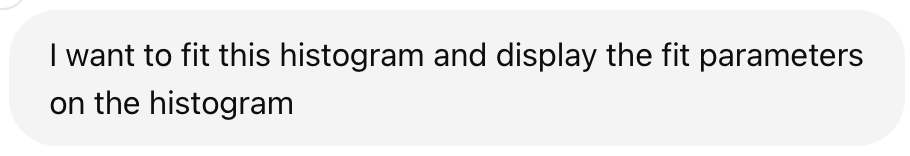 I want to fit this histogram and display the fit parameters
on the histogram